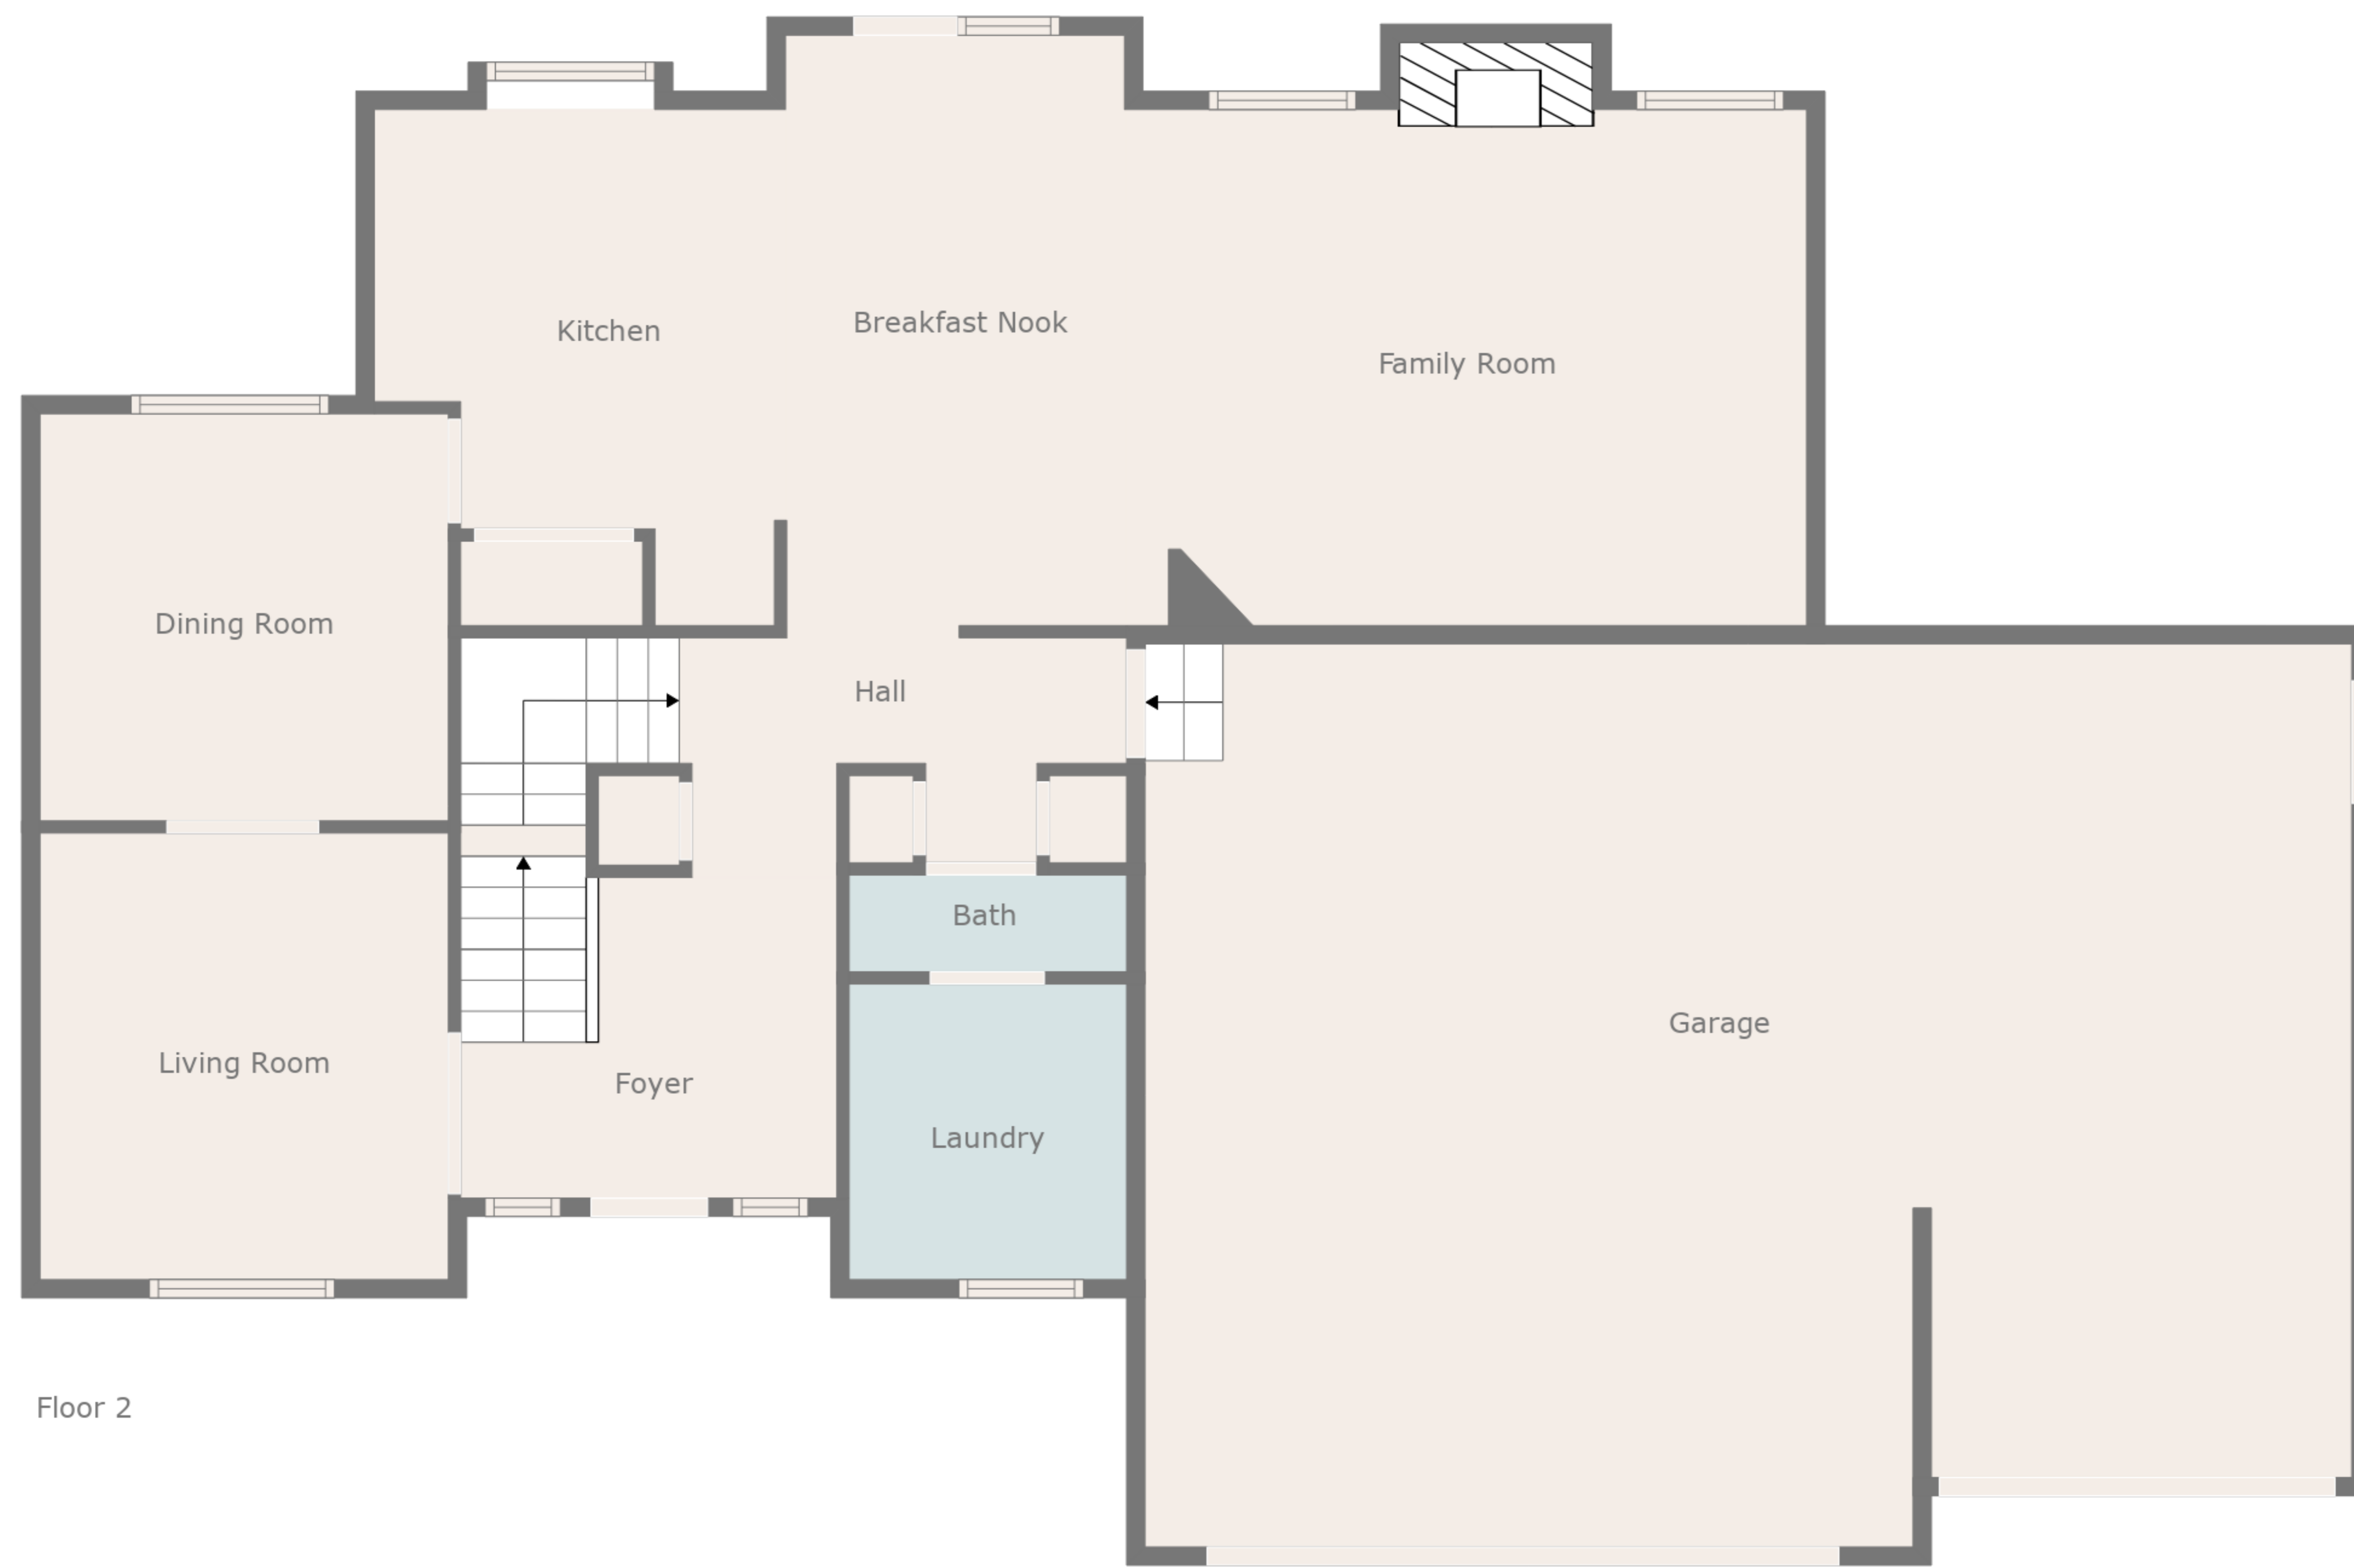 Kitchen
Breakfast Nook
Family Room
Dining Room
Hall
Bath
Garage
Living Room
Foyer
Laundry
Floor 2